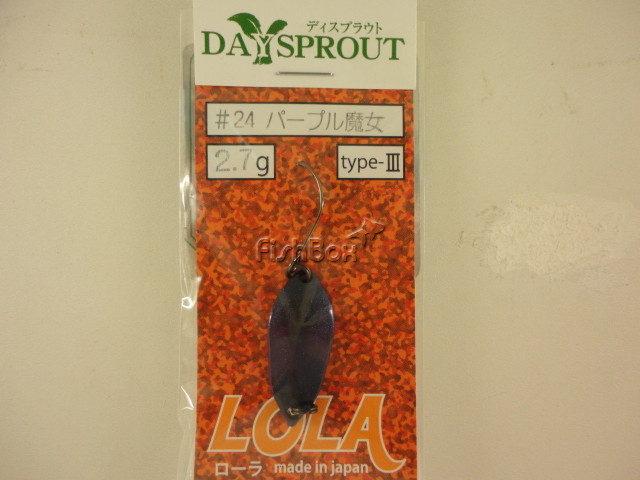 ディスプラウト
DAYSPROUT
#24 パープル魔女
2.7g
type-Ⅲ
FishBox
LOLA
ローラ made in japan